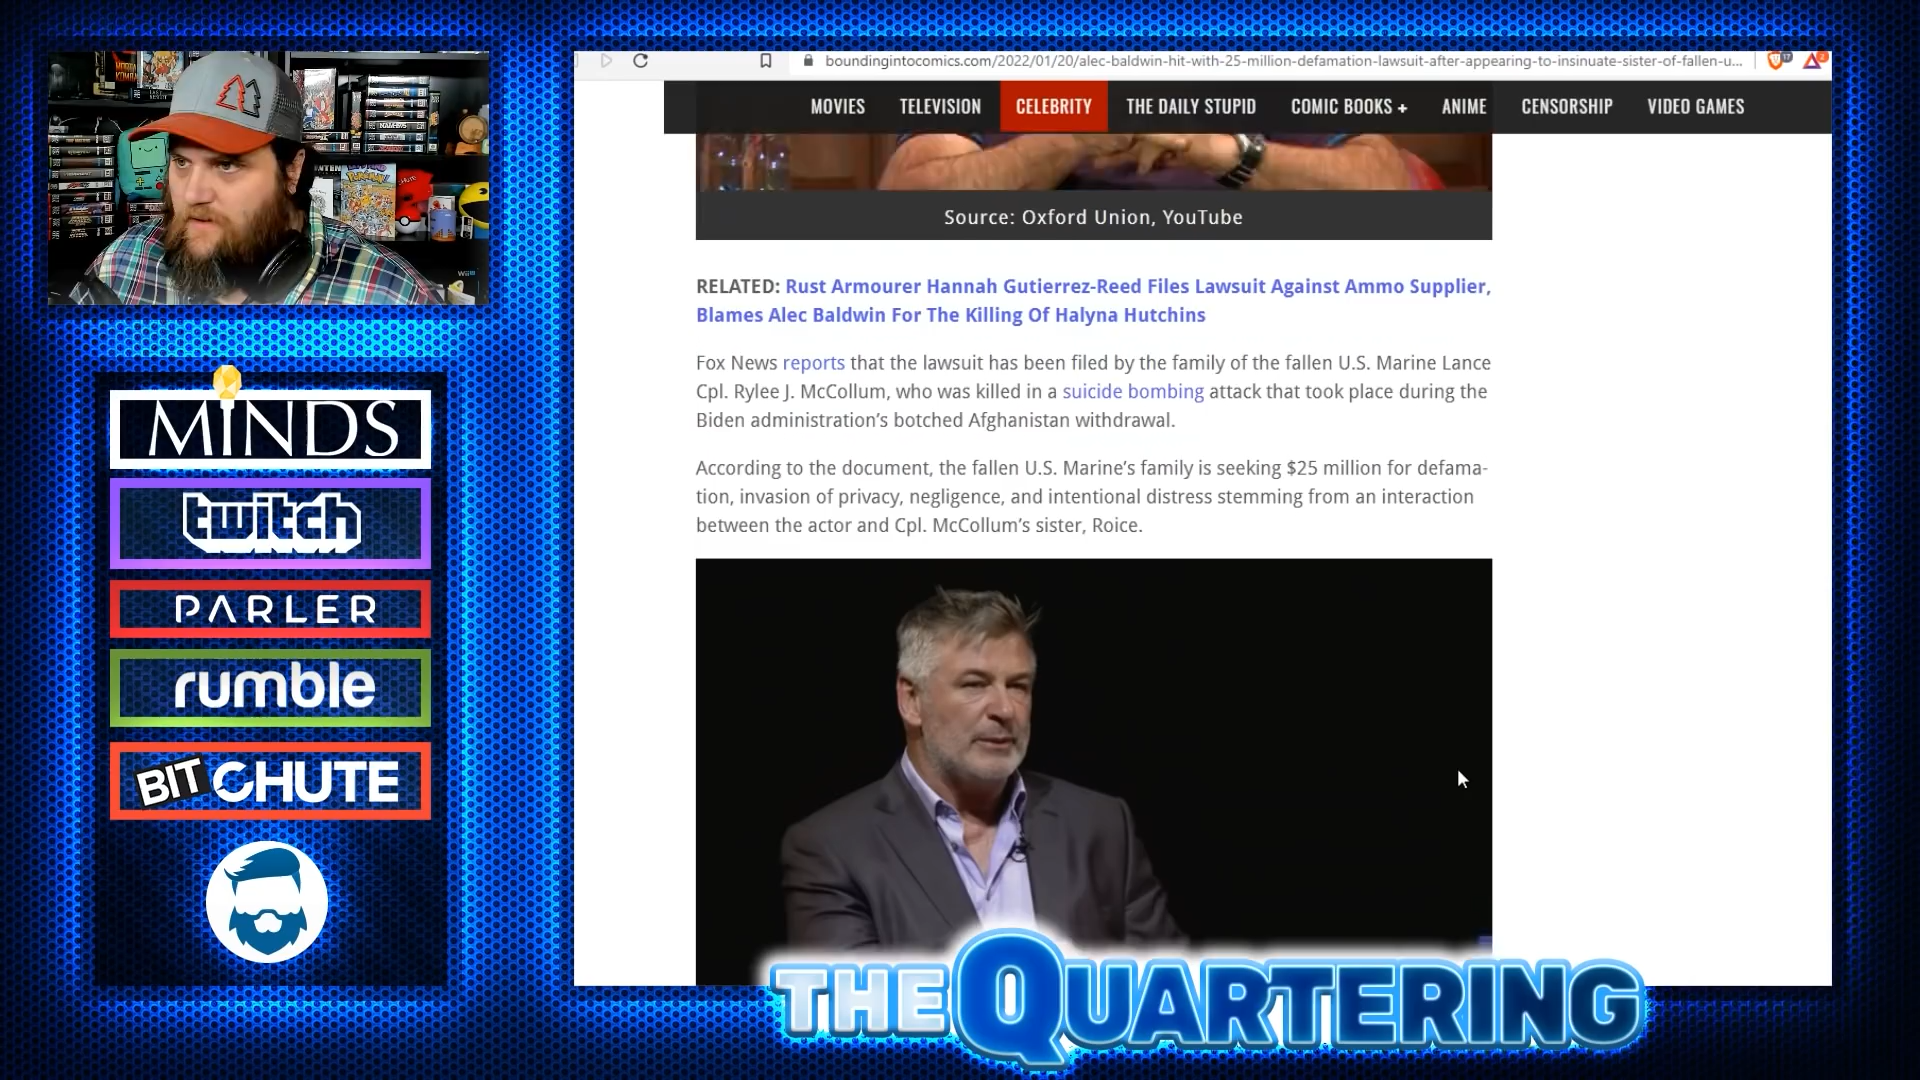 boundingintocomics.com/2022/01/20/alec-baldwin-hit-with-25-million-defamation-lawsuit-after-appearing-to-insinuate-sister-of-fallen-u...
MOVIES TELEVISION CELEBRITY THE DAILY STUPID COMIC BOOKS + ANIME CENSORSHIP VIDEO GAMES
Source: Oxford Union, YouTube
RELATED: Rust Armourer Hannah Gutierrez-Reed Files Lawsuit Against Ammo Supplier,
Blames Alec Baldwin For The Killing Of Halyna Hutchins
Fox News reports that the lawsuit has been filed by the family of the fallen U.S. Marine Lance
Cpl. Rylee J. McCollum, who was killed in a suicide bombing attack that took place during the
Biden administration’s botched Afghanistan withdrawal.
According to the document, the fallen U.S. Marine’s family is seeking $25 million for defama-
tion, invasion of privacy, negligence, and intentional distress stemming from an interaction
between the actor and Cpl. McCollum’s sister, Roice.
MINDS
twitch
PARLER
rumble
BITCHUTE
THE QUARTERING